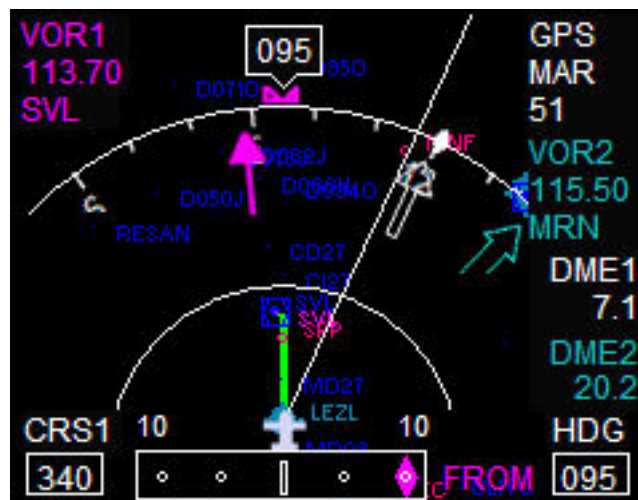 VOR1
113.70
SVL
095
GPS
MAR
51
VOR2
115.50
MRN
DME1
7.1
DME2
20.2
D071O
D050J
RESAN
CD27
CI27
SVL
SPP
MD27
LEZL
CRS1
340
10
10
FROM
HDG
095